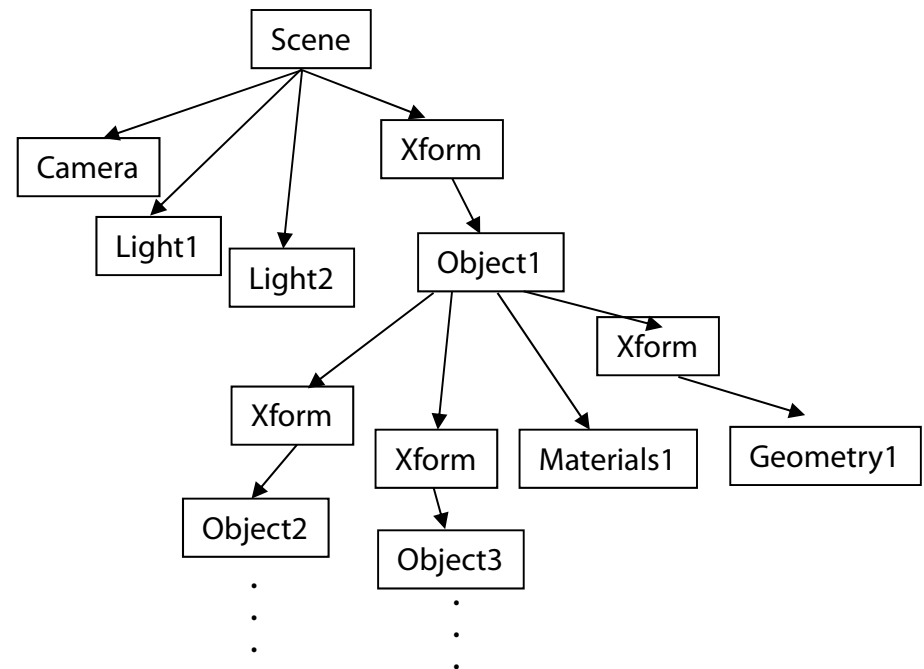 Scene
Camera
Xform
Light1
Light2
Object1
Xform
Xform
Xform
Materials1
Geometry1
Object2
Object3